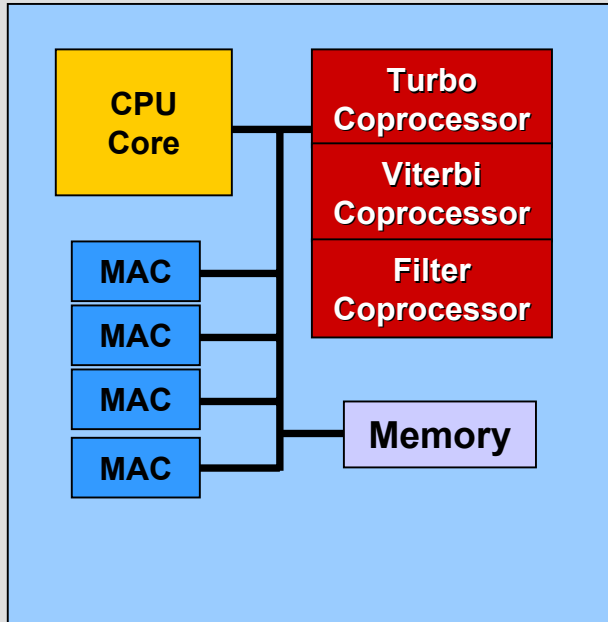 CPU
Core
Turbo
Coprocessor
Viterbi
Coprocessor
Filter
Coprocessor
MAC
MAC
MAC
MAC
Memory